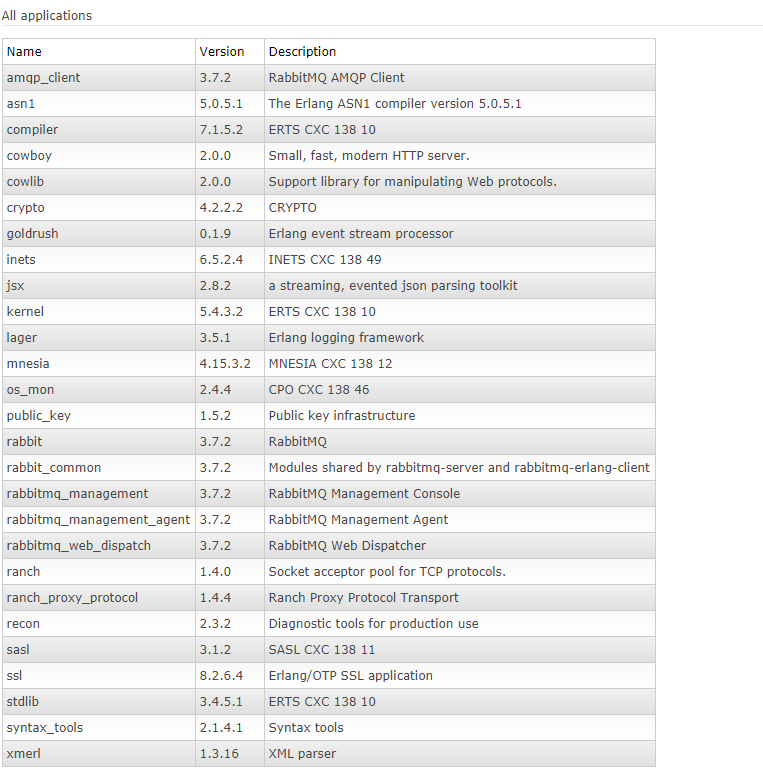 All applications
Name Version Description
amqp_client 3.7.2 RabbitMQ AMQP Client
asn1 5.0.5.1 The Erlang ASN1 compiler version 5.0.5.1
compiler 7.1.5.2 ERTS CXC 138 10
cowboy 2.0.0 Small, fast, modern HTTP server.
cowlib 2.0.0 Support library for manipulating Web protocols.
crypto 4.2.2.2 CRYPTO
goldrush 0.1.9 Erlang event stream processor
inets 6.5.2.4 INETS CXC 138 49
jsx 2.8.2 a streaming, evented json parsing toolkit
kernel 5.4.3.2 ERTS CXC 138 10
lager 3.5.1 Erlang logging framework
mnesia 4.15.3.2 MNESIA CXC 138 12
os_mon 2.4.4 CPO CXC 138 46
public_key 1.5.2 Public key infrastructure
rabbit 3.7.2 RabbitMQ
rabbit_common 3.7.2 Modules shared by rabbitmq-server and rabbitmq-erlang-client
rabbitmq_management 3.7.2 RabbitMQ Management Console
rabbitmq_management_agent 3.7.2 RabbitMQ Management Agent
rabbitmq_web_dispatch 3.7.2 RabbitMQ Web Dispatcher
ranch 1.4.0 Socket acceptor pool for TCP protocols.
ranch_proxy_protocol 1.4.4 Ranch Proxy Protocol Transport
recon 2.3.2 Diagnostic tools for production use
sasl 3.1.2 SASL CXC 138 11
ssl 8.2.6.4 Erlang/OTP SSL application
stdlib 3.4.5.1 ERTS CXC 138 10
syntax_tools 2.1.4.1 Syntax tools
xmerl 1.3.16 XML parser